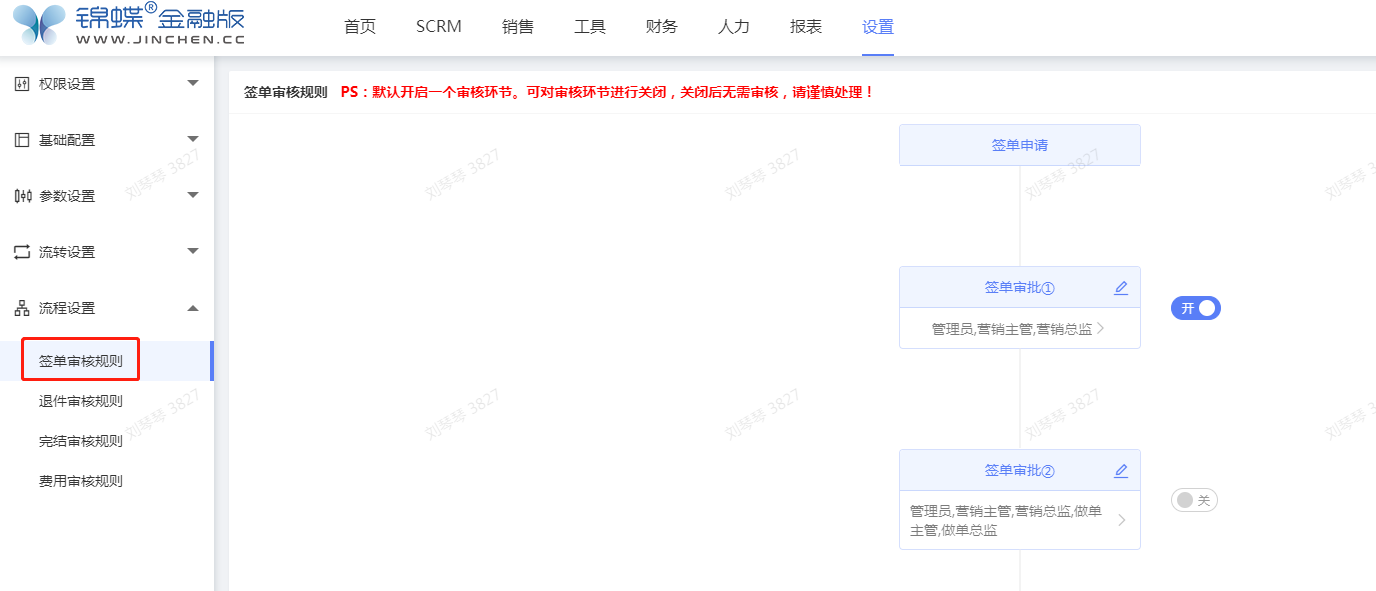 锦蝶®金融版
WWW.JINCHEN.CC
首页 SCRM 销售 工具 财务 人力 报表 设置
权限设置
基础配置
参数设置
流转设置
流程设置
签单审核规则
退件审核规则
完结审核规则
费用审核规则
签单审核规则 PS：默认开启一个审核环节。可对审核环节进行关闭，关闭后无需审核，请谨慎处理！
签单申请
签单审批①
管理员,营销主管,营销总监
开
签单审批②
管理员,营销主管,营销总监,做单
主管,做单总监
关
刘琴琴 3827
刘琴琴 3827
刘琴琴 3827
刘琴琴 3827
刘琴琴 3
刘琴琴 3827
刘琴琴 3827
刘琴琴 3827
刘琴琴 3827
刘琴琴 3